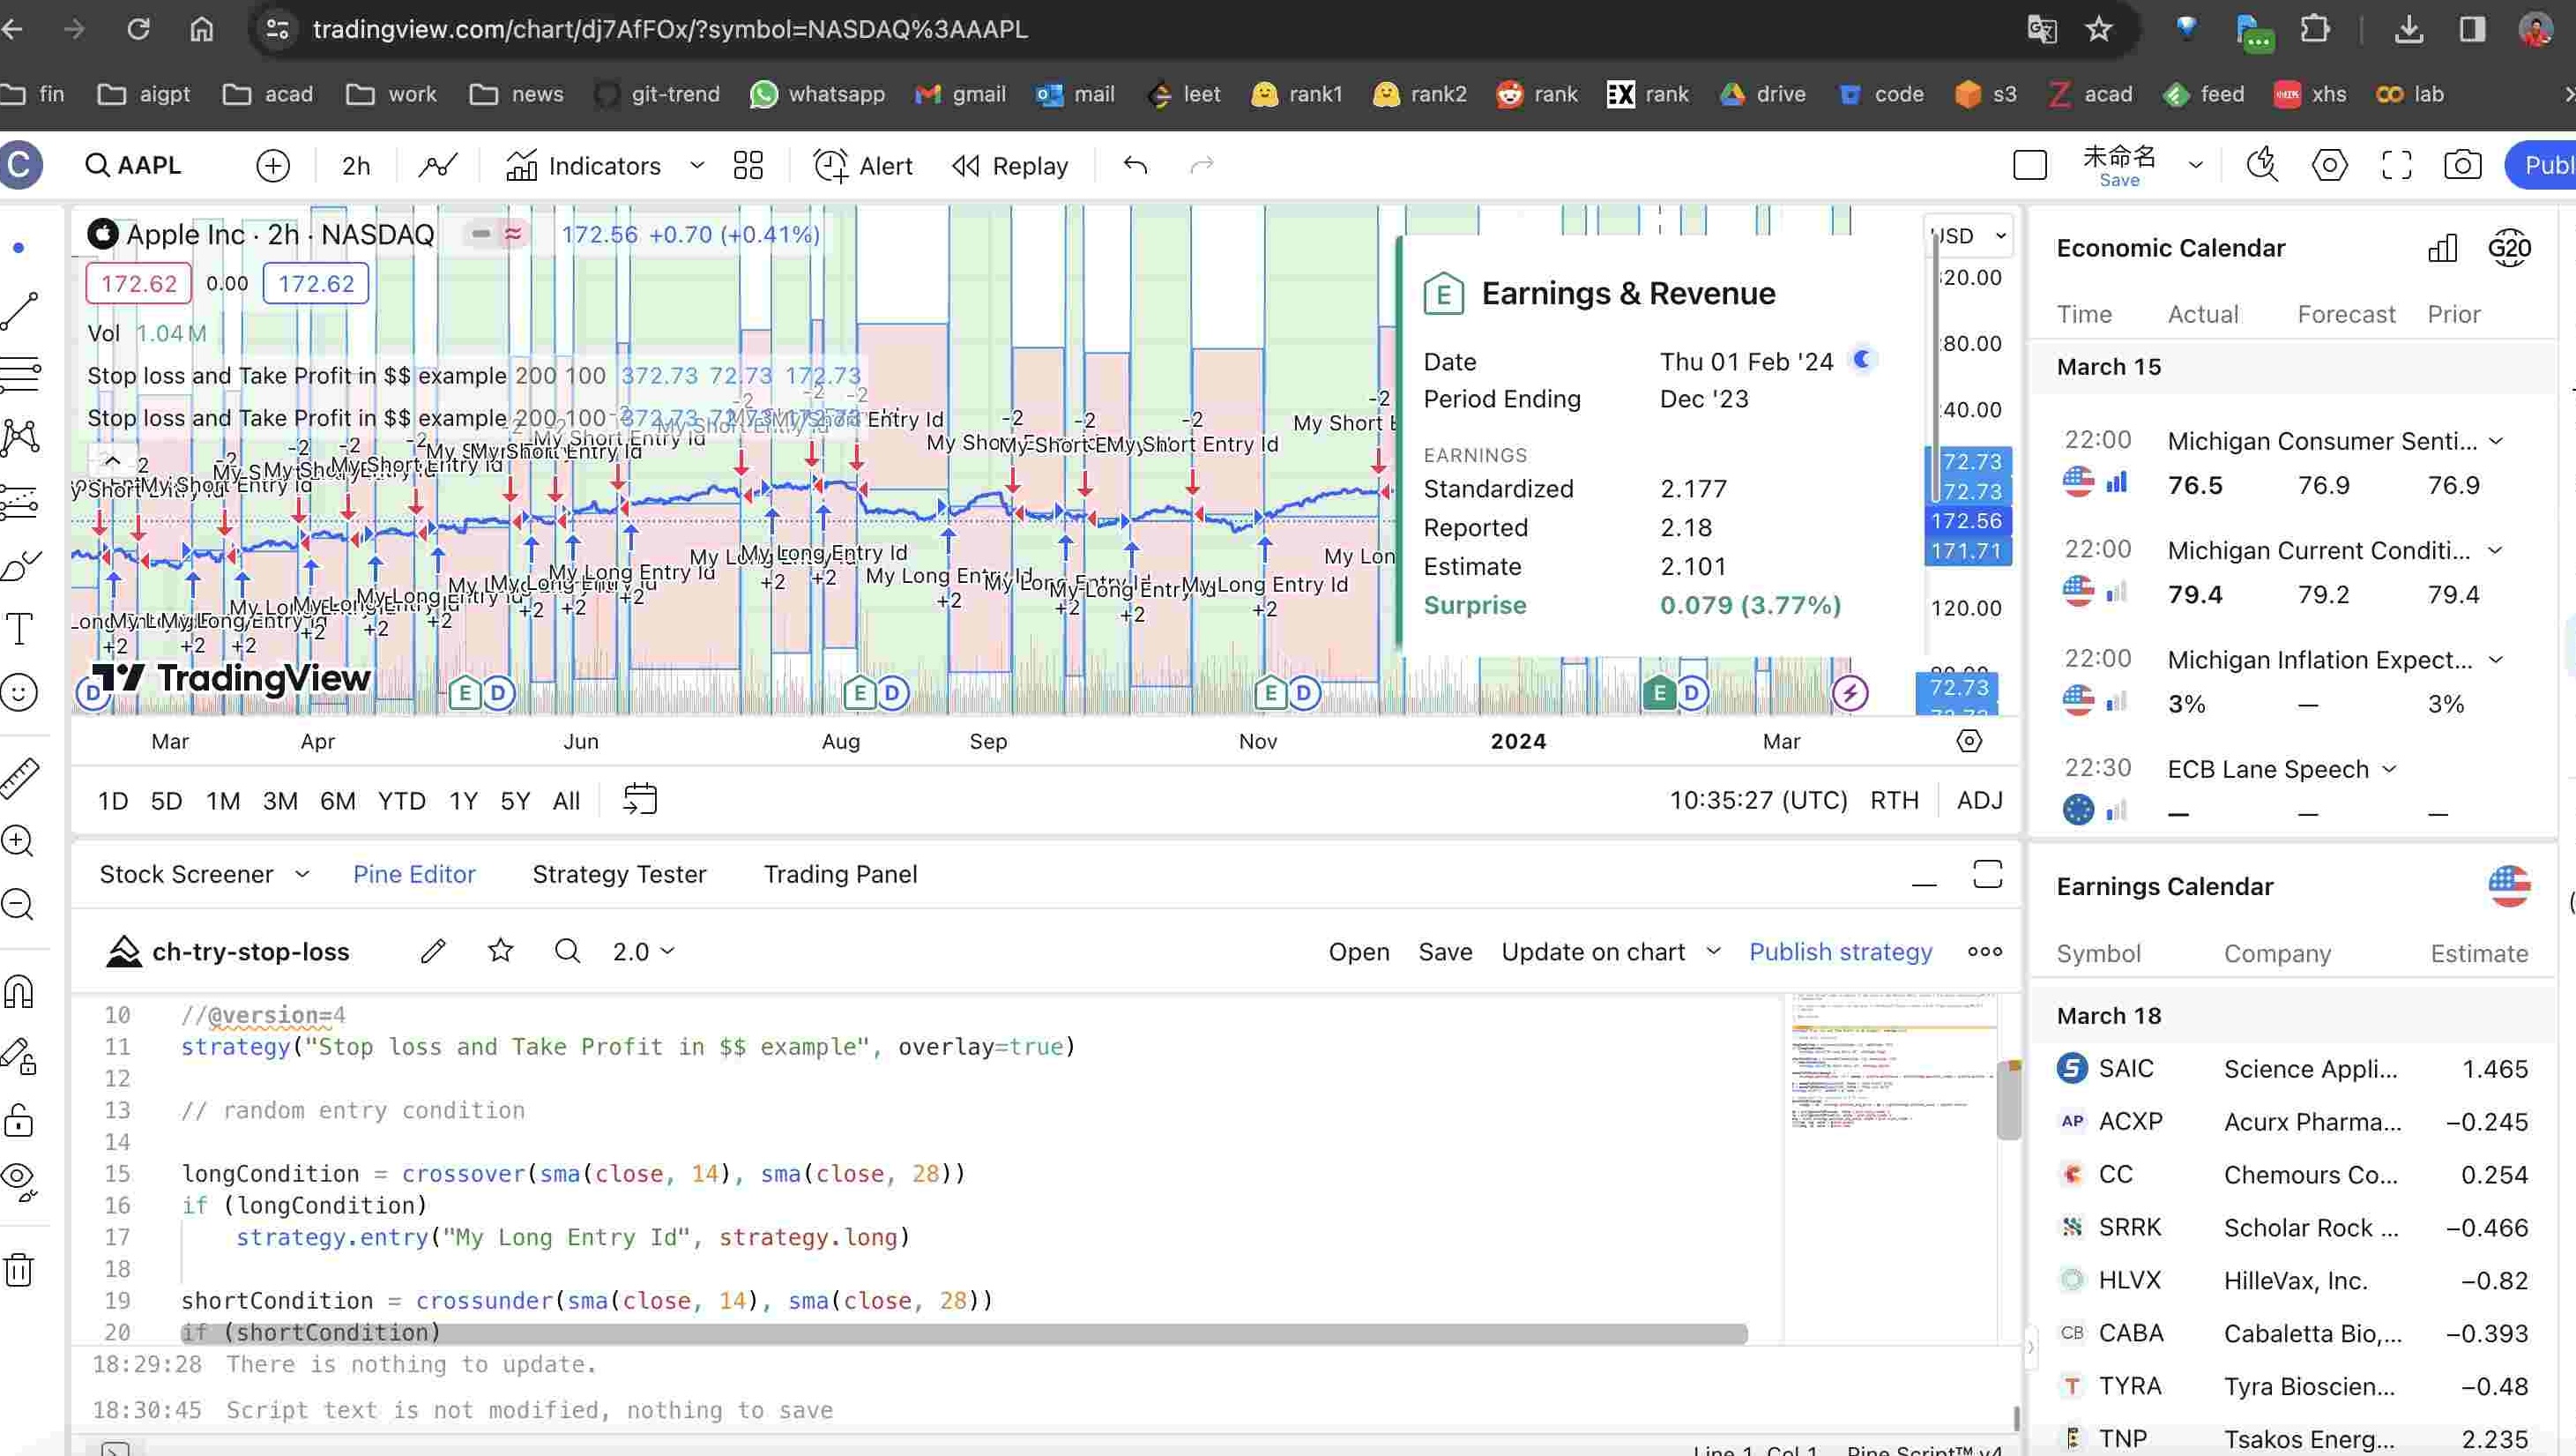 tradingview.com/chart/dj7AfFOx/?symbol=NASDAQ%3AAAPL
fin aigpt acad work news git-trend whatsapp gmail mail leet rank1 rank2 rank rank drive code s3 acad feed xhs lab
C AAPL 2h Indicators Alert Replay 未命名 Publ
Save
Apple Inc · 2h · NASDAQ 172.56 +0.70 (+0.41%)
172.62 0.00 172.62
Vol 1.04M
Stop loss and Take Profit in $$ example 200 100 372.73 72.73 172.73
Stop loss and Take Profit in $$ example 200 100 372.73 72.73 172.73
My Short Entry Id
My Long Entry Id
My Long Entry Id
My Long Entry Id
TradingView
E Earnings & Revenue
Date Thu 01 Feb '24
Period Ending Dec '23
EARNINGS
Standardized 2.177
Reported 2.18
Estimate 2.101
Surprise 0.079 (3.77%)
USD
20.00
80.00
40.00
72.73
72.73
172.56
171.71
120.00
72.73
D E D E D E D E D
Mar Apr Jun Aug Sep Nov 2024 Mar
1D 5D 1M 3M 6M YTD 1Y 5Y All 10:35:27 (UTC) RTH ADJ
Stock Screener Pine Editor Strategy Tester Trading Panel
ch-try-stop-loss 2.0 Open Save Update on chart Publish strategy
10 //@version=4
11 strategy("Stop loss and Take Profit in $$ example", overlay=true)
12
13 // random entry condition
14
15 longCondition = crossover(sma(close, 14), sma(close, 28))
16 if (longCondition)
17 strategy.entry("My Long Entry Id", strategy.long)
18
19 shortCondition = crossunder(sma(close, 14), sma(close, 28))
20 if (shortCondition)
18:29:28 There is nothing to update.
18:30:45 Script text is not modified, nothing to save
Line 1, Col 1 Pine Script™ v4
Economic Calendar G20
Time Actual Forecast Prior
March 15
22:00 Michigan Consumer Senti...
76.5 76.9 76.9
22:00 Michigan Current Conditi...
79.4 79.2 79.4
22:00 Michigan Inflation Expect...
3% — 3%
22:30 ECB Lane Speech
— — —
Earnings Calendar
Symbol Company Estimate
March 18
SAIC Science Appli... 1.465
AP ACXP Acurx Pharma... −0.245
CC Chemours Co... 0.254
SRRK Scholar Rock ... −0.466
HLVX HilleVax, Inc. −0.82
CB CABA Cabaletta Bio,... −0.393
T TYRA Tyra Bioscien... −0.48
TNP Tsakos Energ... 2.235